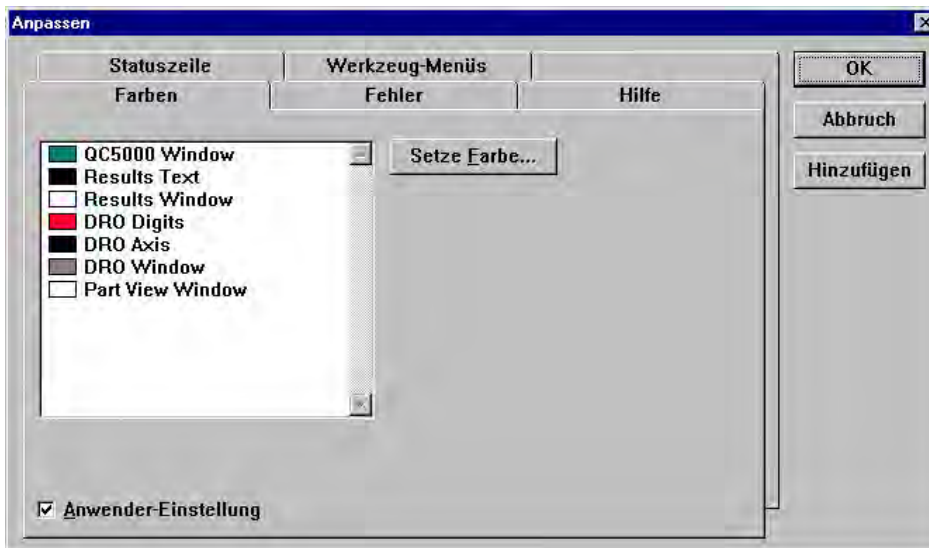 Anpassen
Statuszeile
Werkzeug-Menüs
Farben
Fehler
Hilfe
OK
Abbruch
Hinzufügen
QC5000 Window
Results Text
Results Window
DRO Digits
DRO Axis
DRO Window
Part View Window
Setze Farbe...
Anwender-Einstellung